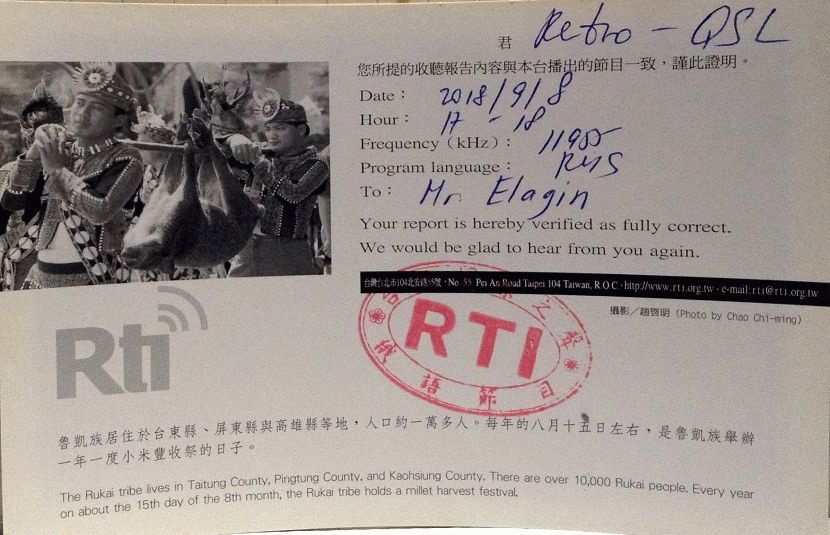 君 Retro - QSL
您所提的收聽報告內容與本台播出的節目一致，謹此證明。
Date： 2018/9/8
Hour： 17 - 18
Frequency（kHz）： 11955
Program language： RUS
To： Mr Elagin
Your report is hereby verified as fully correct.
We would be glad to hear from you again.
台灣台北市104北安路55號・No 55 Pei An Road Taipei 104 Taiwan, R.O.C・http://www.rti.org.tw・e-mail:rti@rti.org.tw
攝影／趙啓明 (Photo by Chao Chi-ming)
之聲
RTI
俄語節目
Rti
魯凱族居住於台東縣、屏東縣與高雄縣等地，人口約一萬多人。每年的八月十五日左右，是魯凱族舉辦
一年一度小米豐收祭的日子。
The Rukai tribe lives in Taitung County, Pingtung County, and Kaohsiung County. There are over 10,000 Rukai people. Every year
on about the 15th day of the 8th month, the Rukai tribe holds a millet harvest festival.